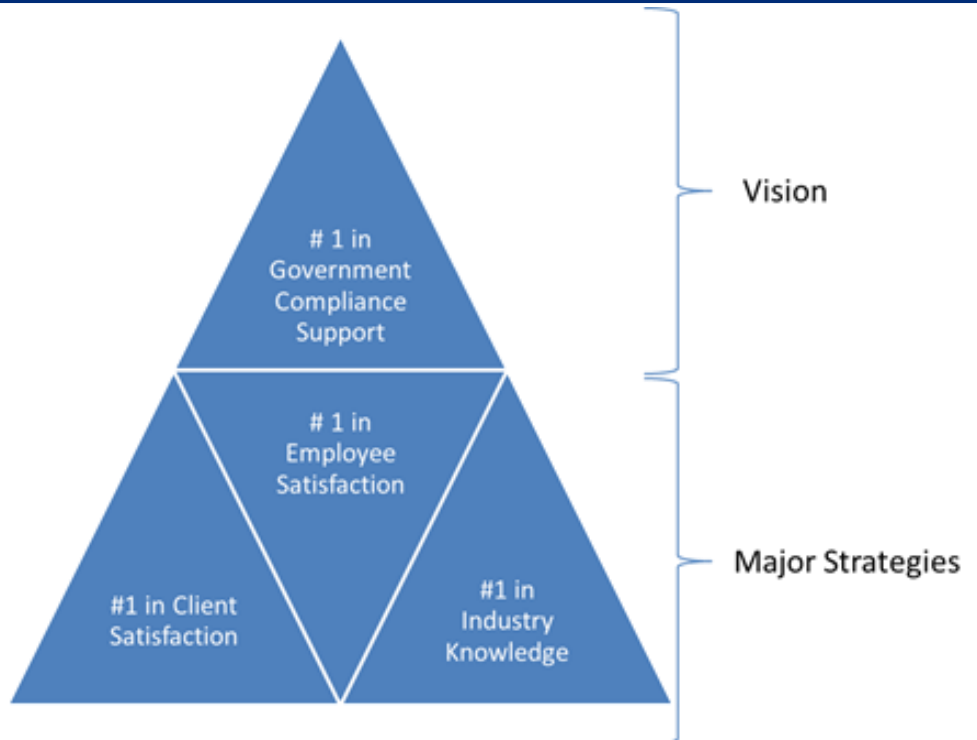 # 1 in
Government
Compliance
Support
Vision
# 1 in
Employee
Satisfaction
#1 in Client
Satisfaction
#1 in
Industry
Knowledge
Major Strategies